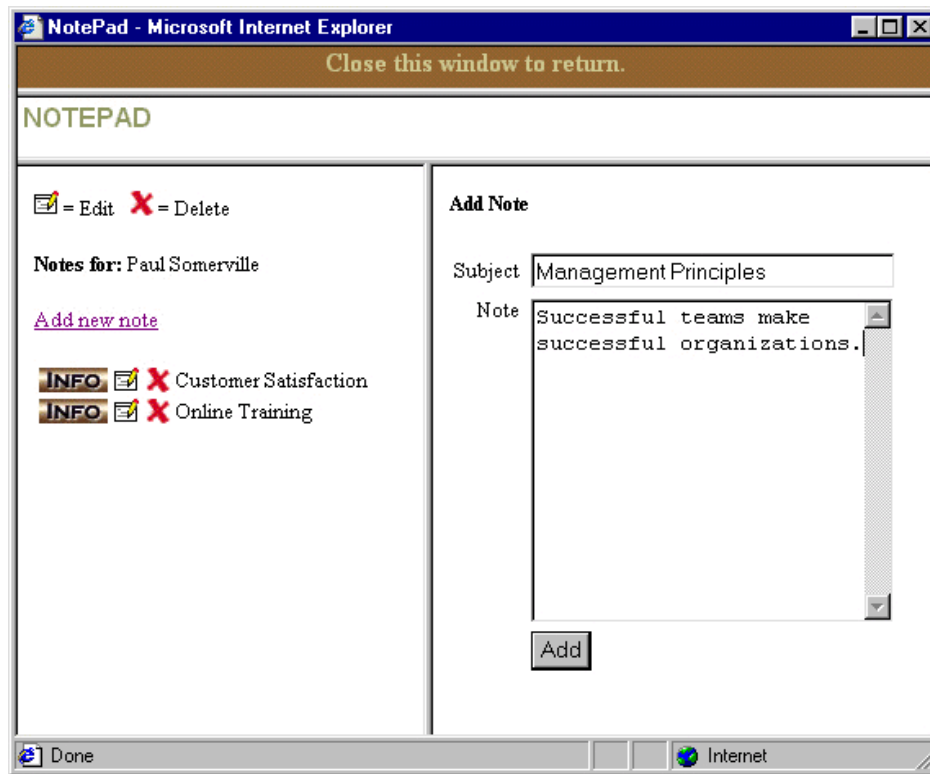 NotePad - Microsoft Internet Explorer
Close this window to return.
NOTEPAD
= Edit = Delete
Notes for: Paul Somerville
Add new note
INFO Customer Satisfaction
INFO Online Training
Add Note
Subject Management Principles
Note Successful teams make
successful organizations.
Add
Done
Internet